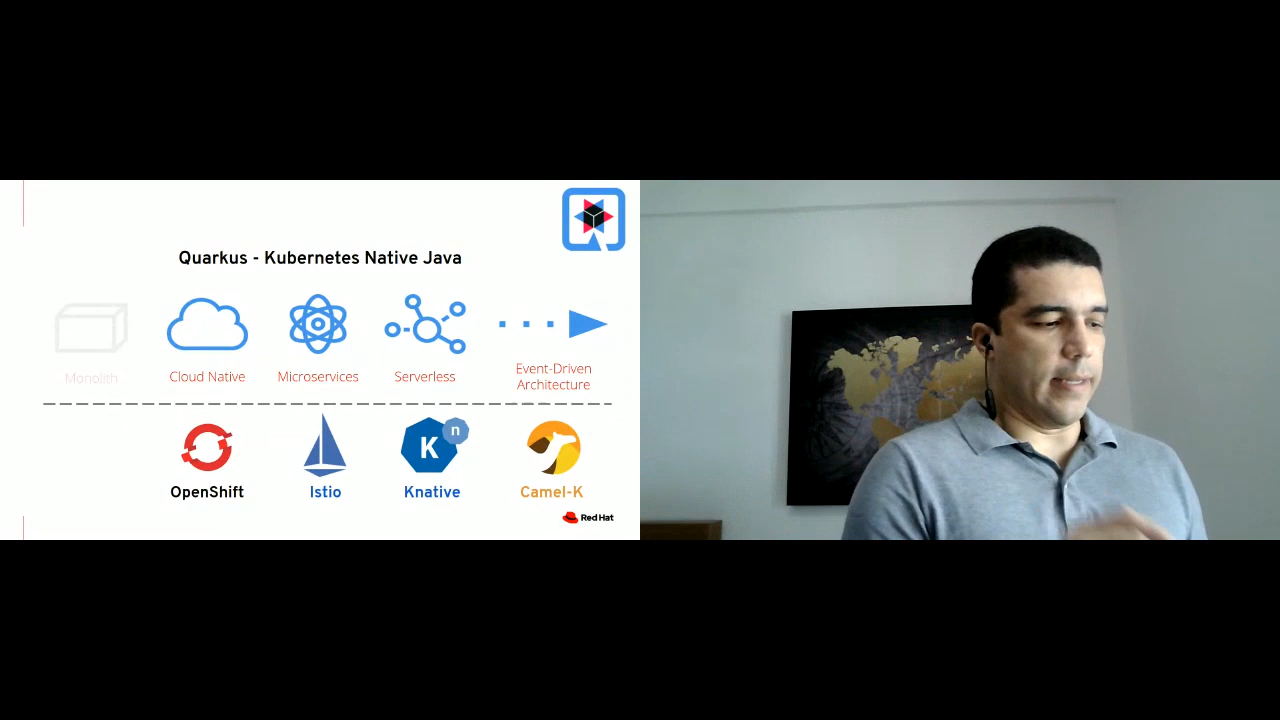 Quarkus - Kubernetes Native Java
Monolith
Cloud Native
Microservices
Serverless
Event-Driven
Architecture
K
n
OpenShift
Istio
Knative
Camel-K
Red Hat